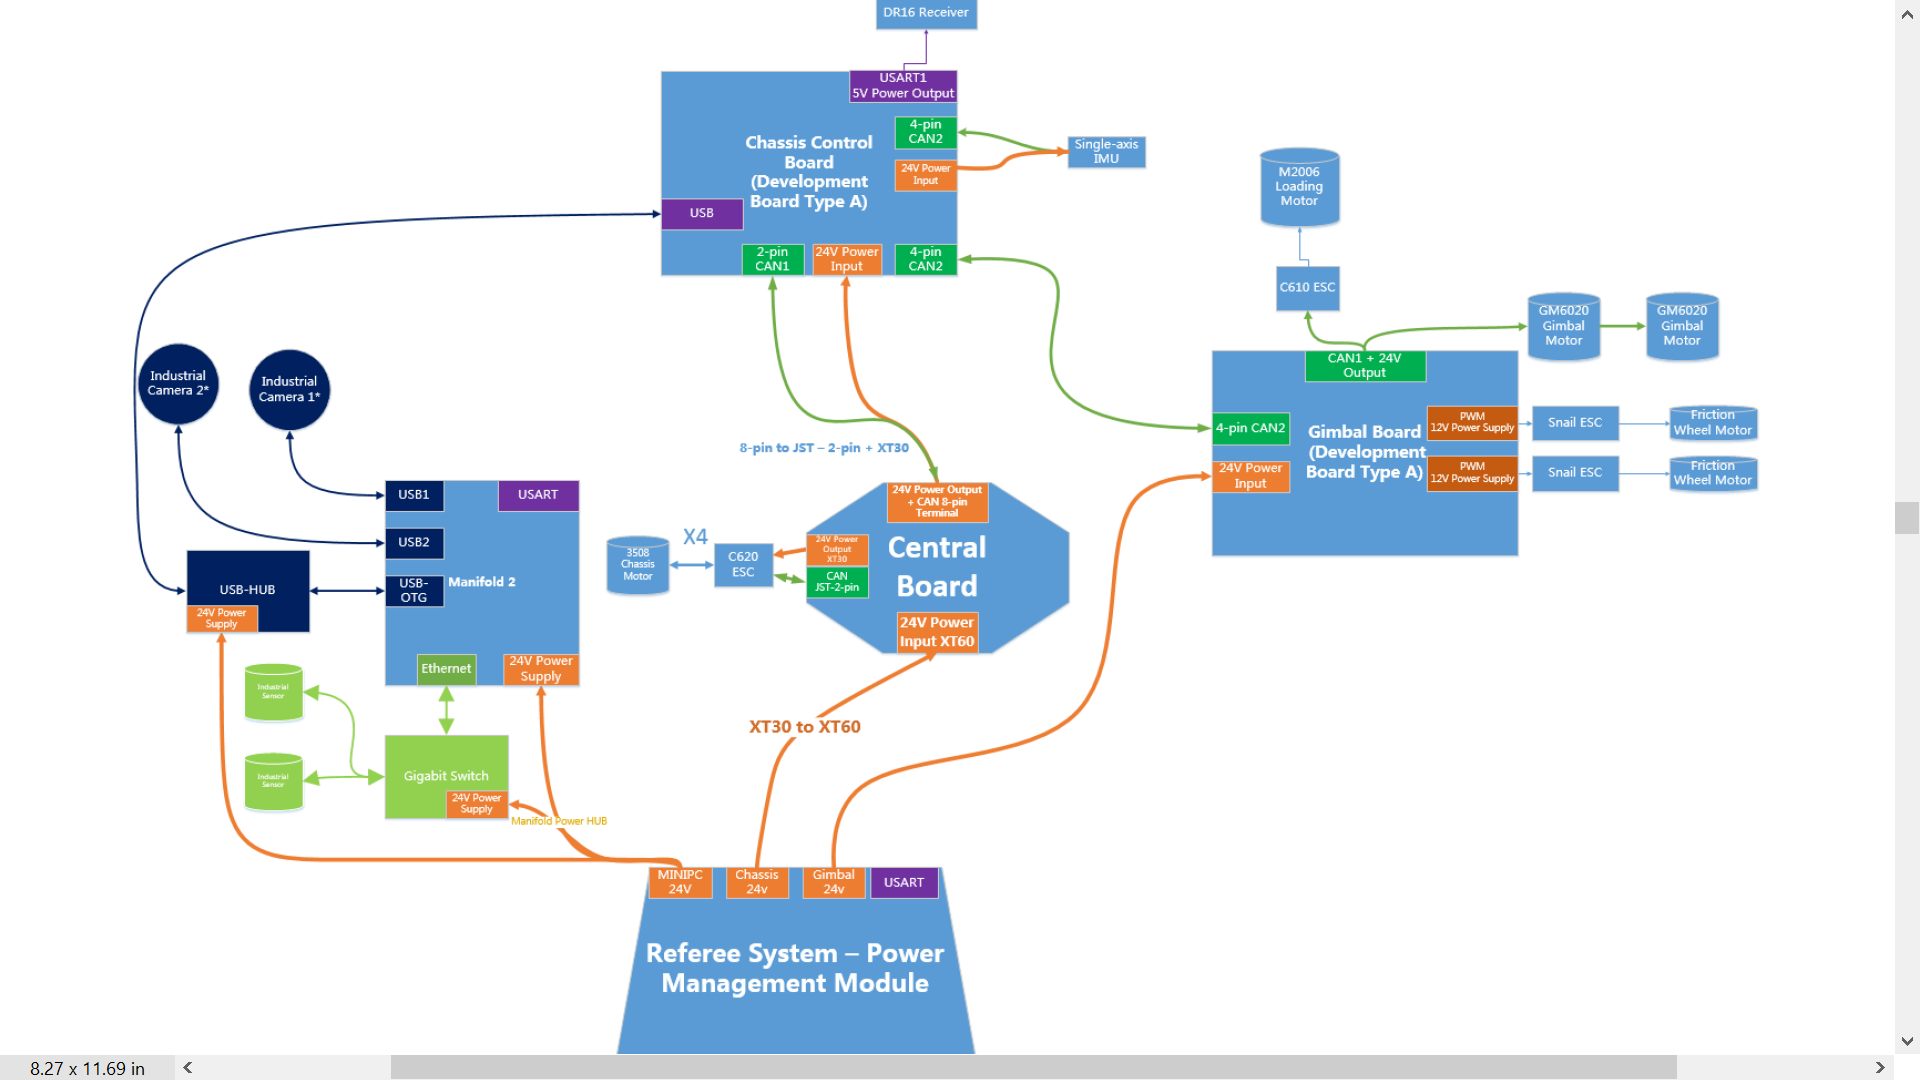 DR16 Receiver
USART1
5V Power Output
4-pin
CAN2
Chassis Control
Board
(Development
Board Type A)
24V Power
Input
Single-axis
IMU
USB
2-pin
CAN1
24V Power
Input
4-pin
CAN2
M2006
Loading
Motor
C610 ESC
GM6020
Gimbal
Motor
GM6020
Gimbal
Motor
CAN1 + 24V
Output
4-pin CAN2
24V Power
Input
Gimbal Board
(Development
Board Type A)
PWM
12V Power Supply
Snail ESC
Friction
Wheel Motor
PWM
12V Power Supply
Snail ESC
Friction
Wheel Motor
Industrial
Camera 2*
Industrial
Camera 1*
8-pin to JST – 2-pin + XT30
USB1
USART
USB2
USB-
OTG
Manifold 2
USB-HUB
24V Power
Supply
Ethernet
24V Power
Supply
3508
Chassis
Motor
X4
C620
ESC
24V Power Output
+ CAN 8-pin
Terminal
24V Power
Output
XT30
CAN
JST-2-pin
Central
Board
24V Power
Input XT60
Industrial
Sensor
Industrial
Sensor
Gigabit Switch
24V Power
Supply
Manifold Power HUB
XT30 to XT60
MINIPC
24V
Chassis
24v
Gimbal
24v
USART
Referee System – Power
Management Module
8.27 x 11.69 in